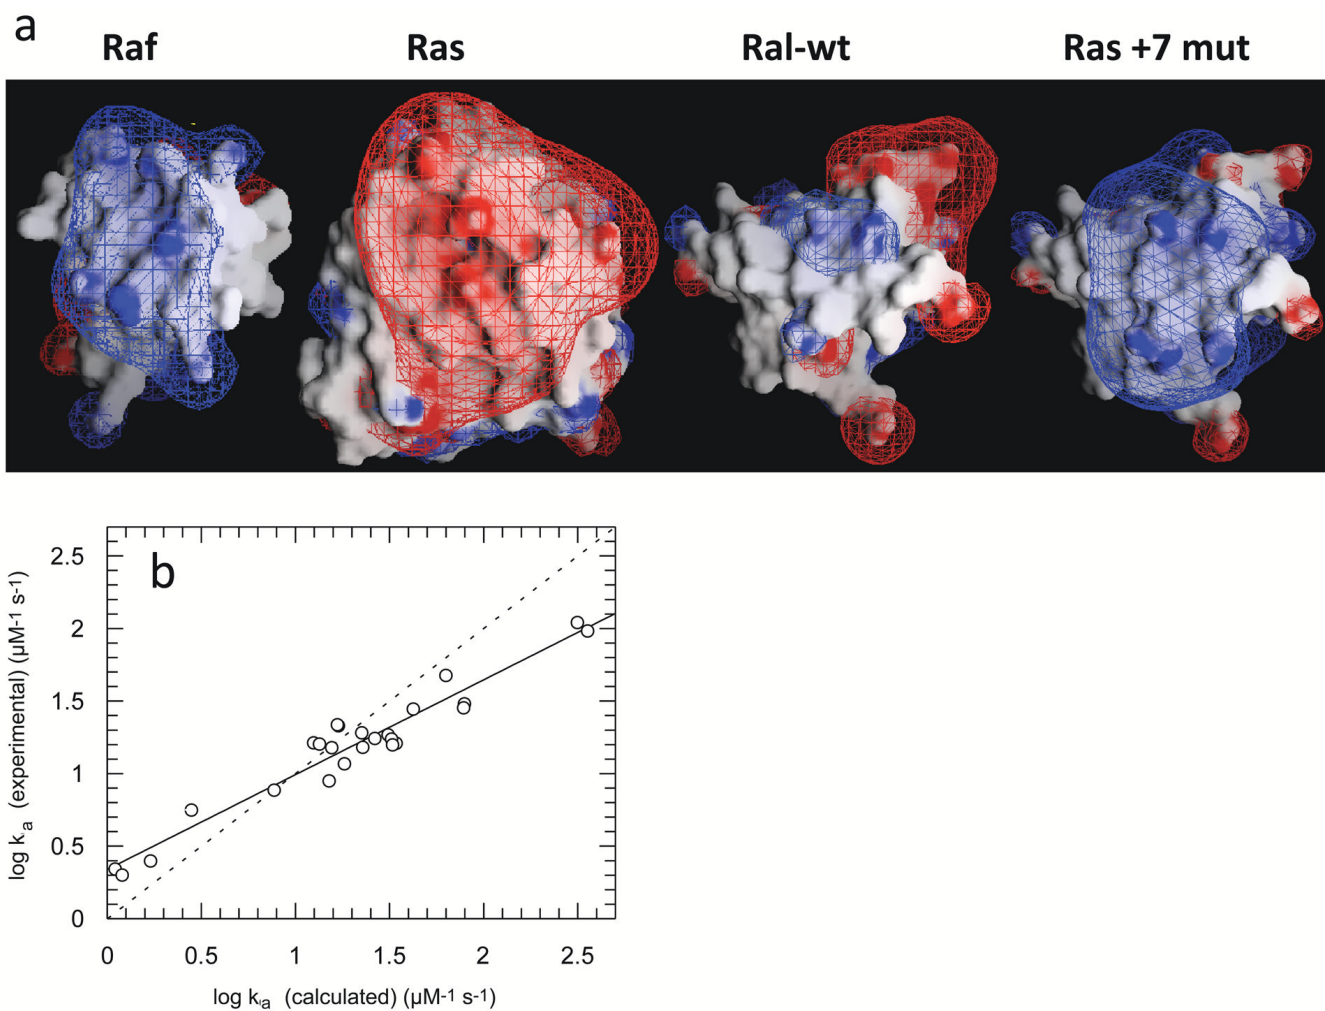 a
Raf Ras Ral-wt Ras +7 mut
b
2.5
2
1.5
1
0.5
0
log ka (experimental) (µM-1 s-1)
0 0.5 1 1.5 2 2.5
log ka (calculated) (µM-1 s-1)